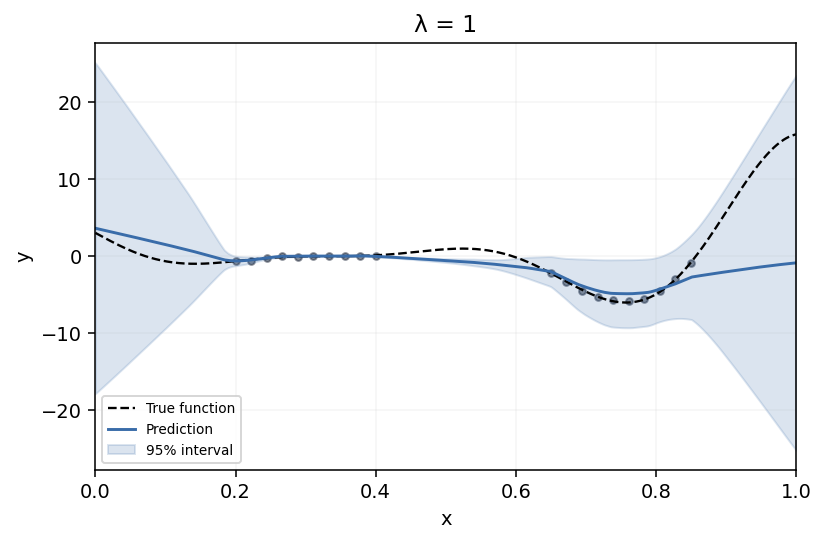 λ = 1
20
10
0
−10
−20
y
0.0 0.2 0.4 0.6 0.8 1.0
x
True function
Prediction
95% interval